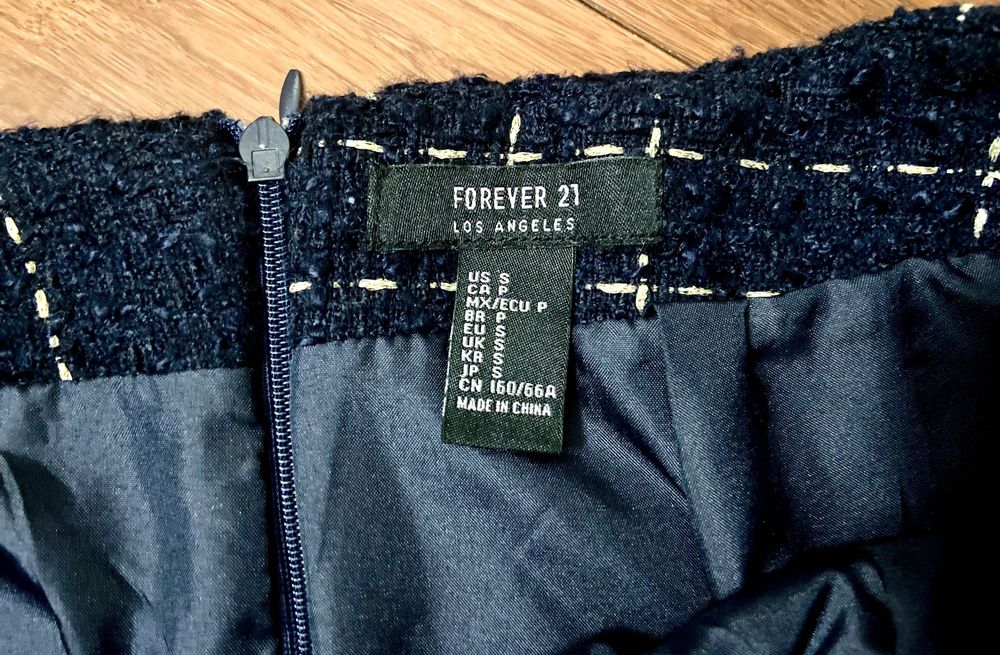 FOREVER 21
LOS ANGELES
US S
CA P
MX/ECU P
BR P
EU S
UK S
KR S
JP S
CN 160/66A
MADE IN CHINA